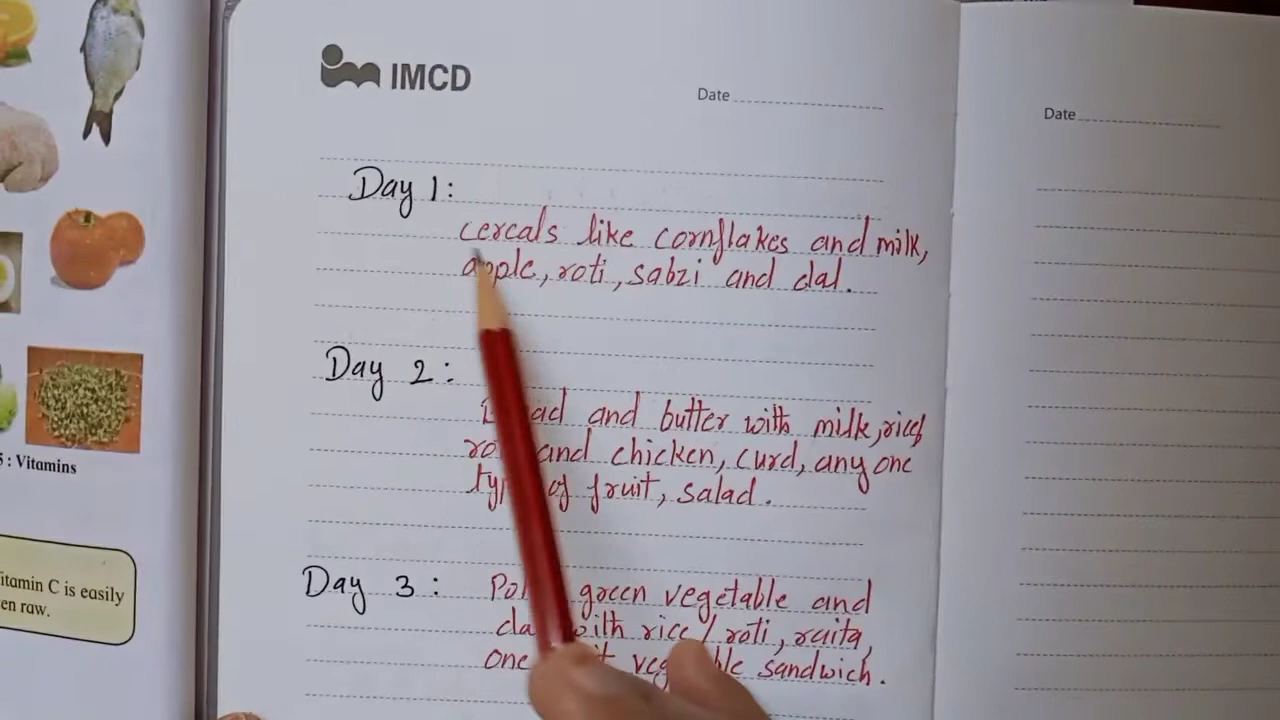 IMCD
Date
Date
Day 1:
cereals like cornflakes and milk,
apple, roti, sabzi and dal.
Day 2:
and butter with milk, rice/
and chicken, curd, any one
of fruit, salad.
5 : Vitamins
Day 3: green vegetable and
with rice / roti, raita,
one sandwich.
itamin C is easily
en raw.